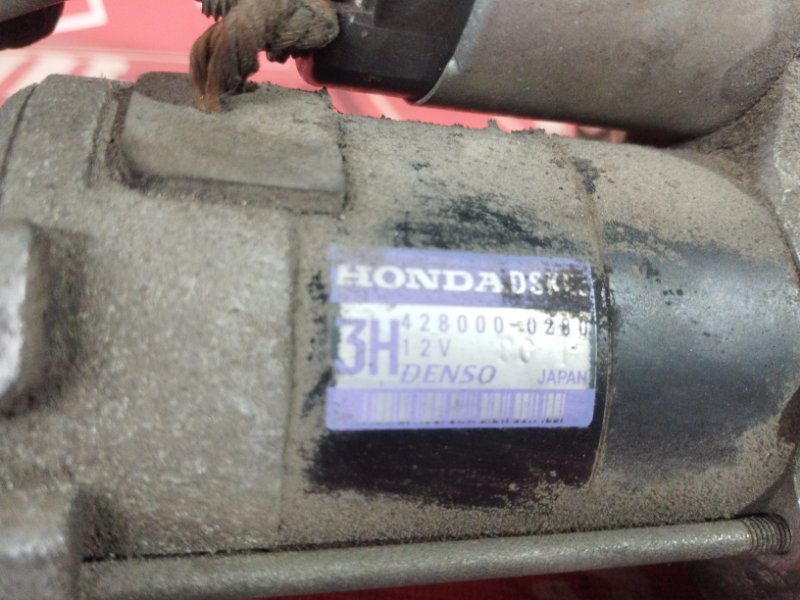 HONDA
3H 428000-0280
12V
DENSO JAPAN